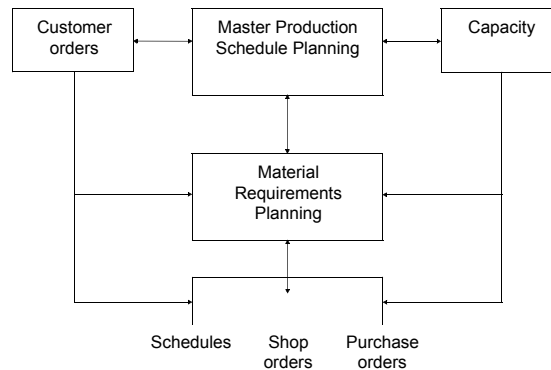 Customer
orders
Master Production
Schedule Planning
Capacity
Material
Requirements
Planning
Schedules
Shop
orders
Purchase
orders